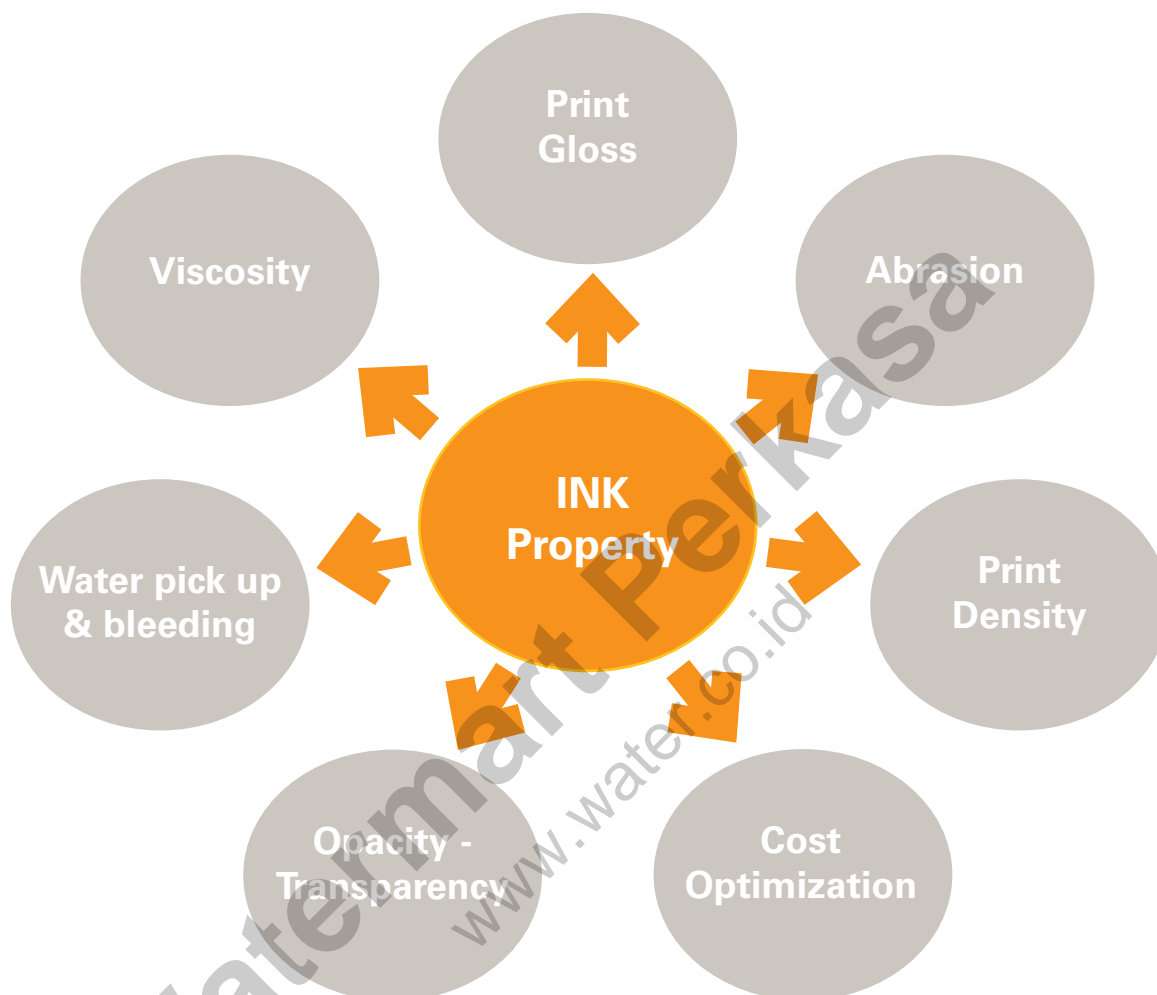 Print
Gloss
Viscosity
Abrasion
INK
Property
Water pick up
& bleeding
Print
Density
Opacity -
Transparency
Cost
Optimization
atermart Perkasa
www.water.co.id